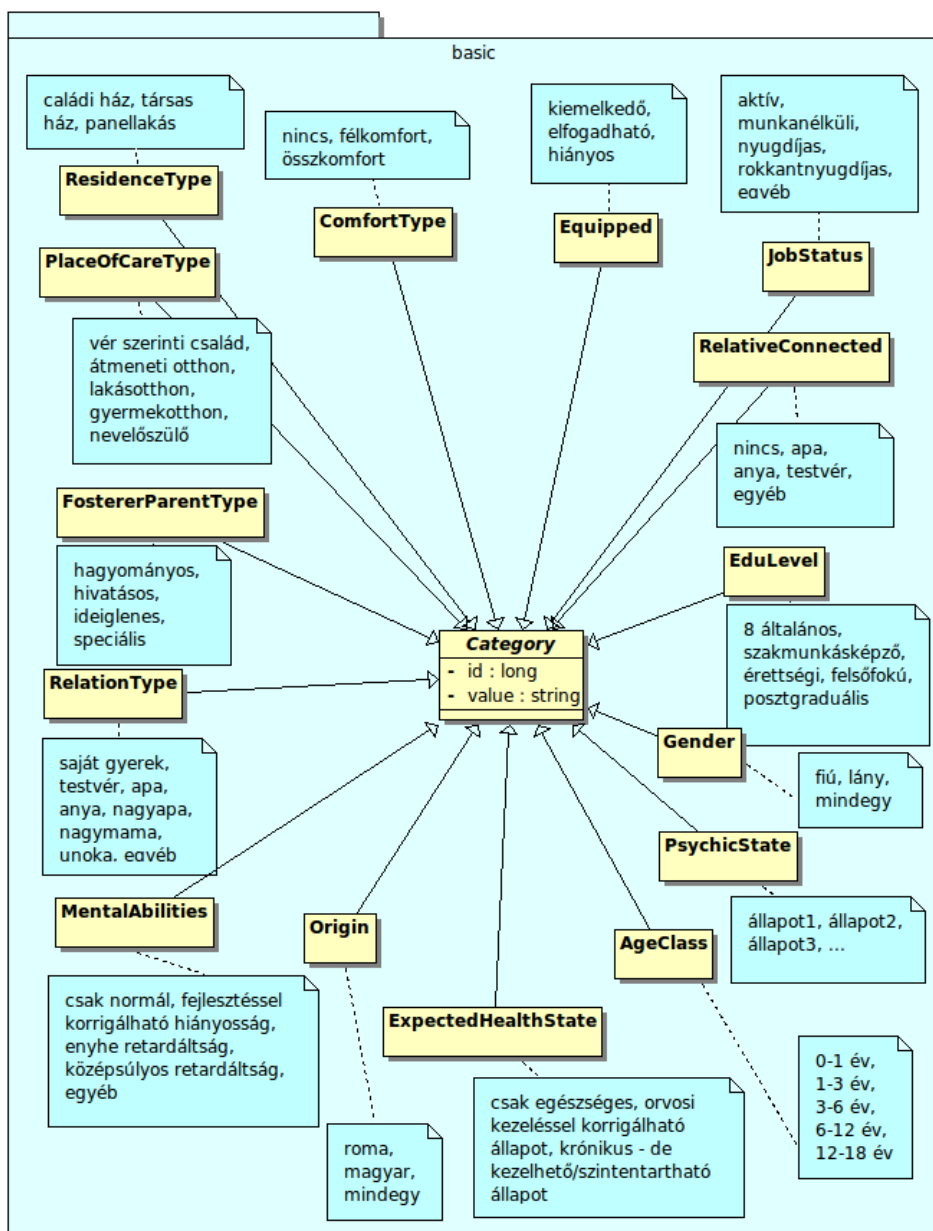 basic
caládi ház, társas
ház, panellakás
ResidenceType
nincs, félkomfort,
összkomfort
ComfortType
kiemelkedő,
elfogadható,
hiányos
Equipped
aktív,
munkanélküli,
nyugdíjas,
rokkantnyugdíjas,
egyéb
JobStatus
PlaceOfCareType
vér szerinti család,
átmeneti otthon,
lakásotthon,
gyermekotthon,
nevelőszülő
RelativeConnected
nincs, apa,
anya, testvér,
egyéb
FostererParentType
hagyományos,
hivatásos,
ideiglenes,
speciális
EduLevel
8 általános,
szakmunkásképző,
érettségi, felsőfokú,
posztgraduális
Category
- id : long
- value : string
RelationType
saját gyerek,
testvér, apa,
anya, nagyapa,
nagymama,
unoka, egyéb
Gender
fiú, lány,
mindegy
PsychicState
állapot1, állapot2,
állapot3, ...
MentalAbilities
csak normál, fejlesztéssel
korrigálható hiányosság,
enyhe retardáltság,
középsúlyos retardáltság,
egyéb
Origin
roma,
magyar,
mindegy
AgeClass
0-1 év,
1-3 év,
3-6 év,
6-12 év,
12-18 év
ExpectedHealthState
csak egészséges, orvosi
kezeléssel korrigálható
állapot, krónikus - de
kezelhető/szintentartható
állapot